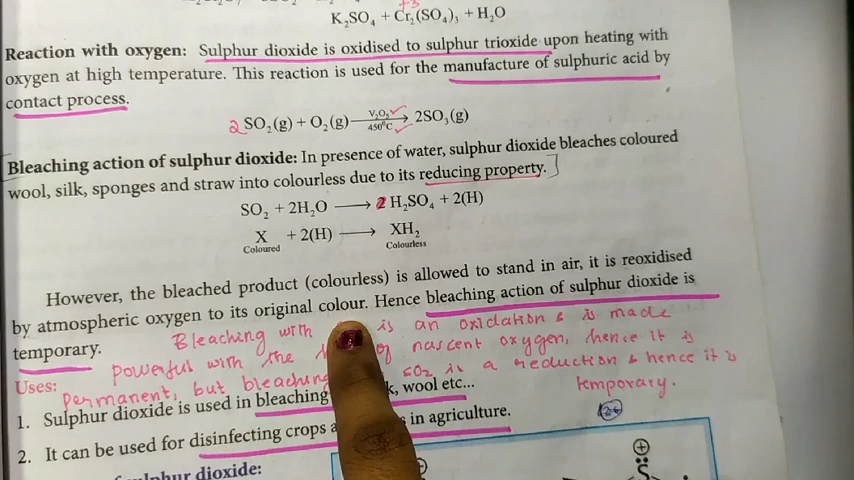 +3
K₂SO₄ + Cr₂(SO₄)₃ + H₂O
Reaction with oxygen: Sulphur dioxide is oxidised to sulphur trioxide upon heating with
oxygen at high temperature. This reaction is used for the manufacture of sulphuric acid by
contact process.
2SO₂(g) + O₂(g) V₂O₅ 450⁰C ⟶ 2SO₃(g)
Bleaching action of sulphur dioxide: In presence of water, sulphur dioxide bleaches coloured
wool, silk, sponges and straw into colourless due to its reducing property.
SO₂ + 2H₂O ⟶ 2 H₂SO₄ + 2(H)
X + 2(H) ⟶ XH₂
Coloured Colourless
However, the bleached product (colourless) is allowed to stand in air, it is reoxidised
by atmospheric oxygen to its original colour. Hence bleaching action of sulphur dioxide is
temporary.
Bleaching with is an oxidation & is made
powerful with the of nascent oxygen, hence it is
permanent, but bleaching SO₂ is a reduction & hence it is
temporary.
Uses:
1. Sulphur dioxide is used in bleaching wool etc...
2. It can be used for disinfecting crops in agriculture.
sulphur dioxide:
⊕
S